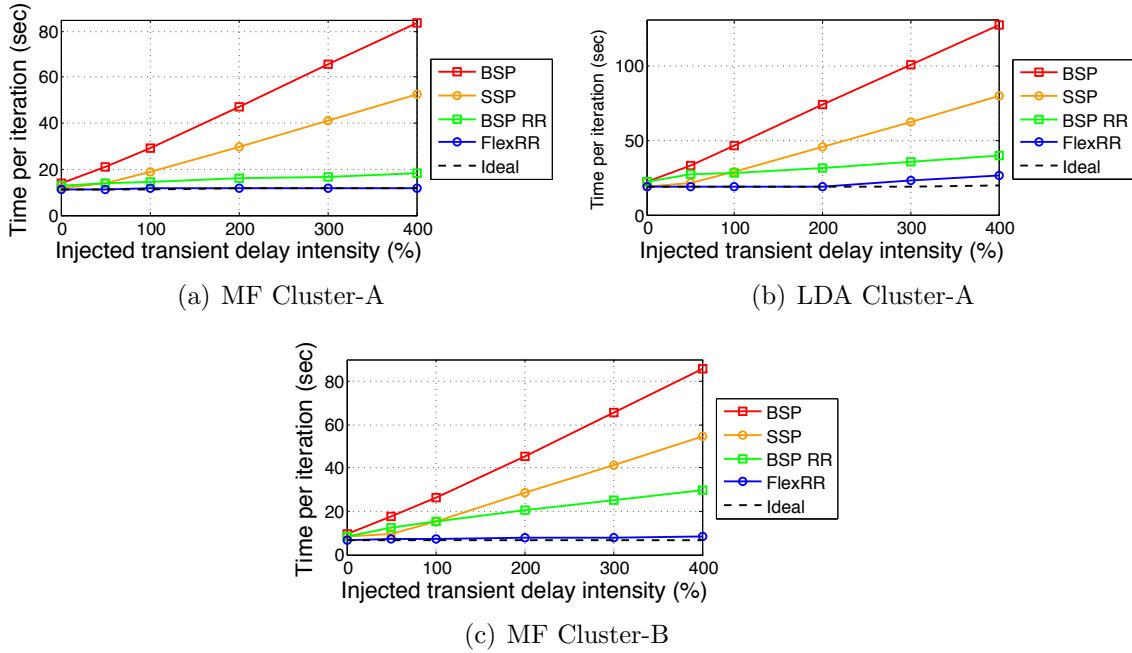 Time per iteration (sec)
80
60
40
20
0
0 100 200 300 400
Injected transient delay intensity (%)
BSP
SSP
BSP RR
FlexRR
Ideal
(a) MF Cluster-A
Time per iteration (sec)
100
50
0
0 100 200 300 400
Injected transient delay intensity (%)
BSP
SSP
BSP RR
FlexRR
Ideal
(b) LDA Cluster-A
Time per iteration (sec)
80
60
40
20
0
0 100 200 300 400
Injected transient delay intensity (%)
BSP
SSP
BSP RR
FlexRR
Ideal
(c) MF Cluster-B